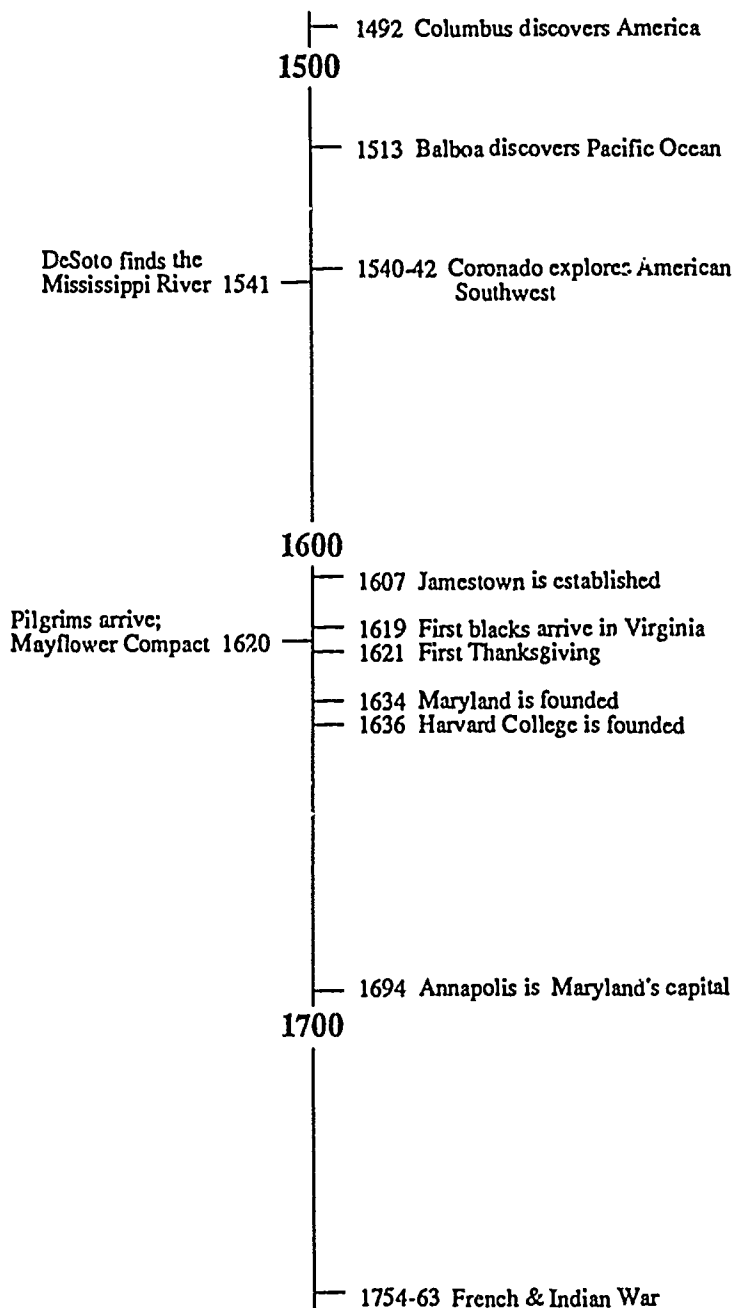 1492 Columbus discovers America
1500
1513 Balboa discovers Pacific Ocean
DeSoto finds the
Mississippi River 1541
1540-42 Coronado explores American
Southwest
1600
1607 Jamestown is established
Pilgrims arrive;
Mayflower Compact 1620
1619 First blacks arrive in Virginia
1621 First Thanksgiving
1634 Maryland is founded
1636 Harvard College is founded
1694 Annapolis is Maryland's capital
1700
1754-63 French & Indian War